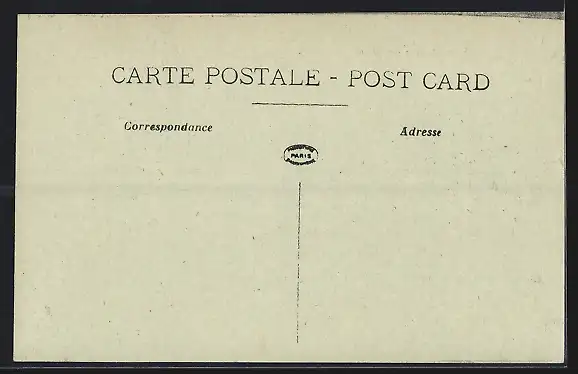 CARTE POSTALE - POST CARD
Correspondance
Adresse
PARIS